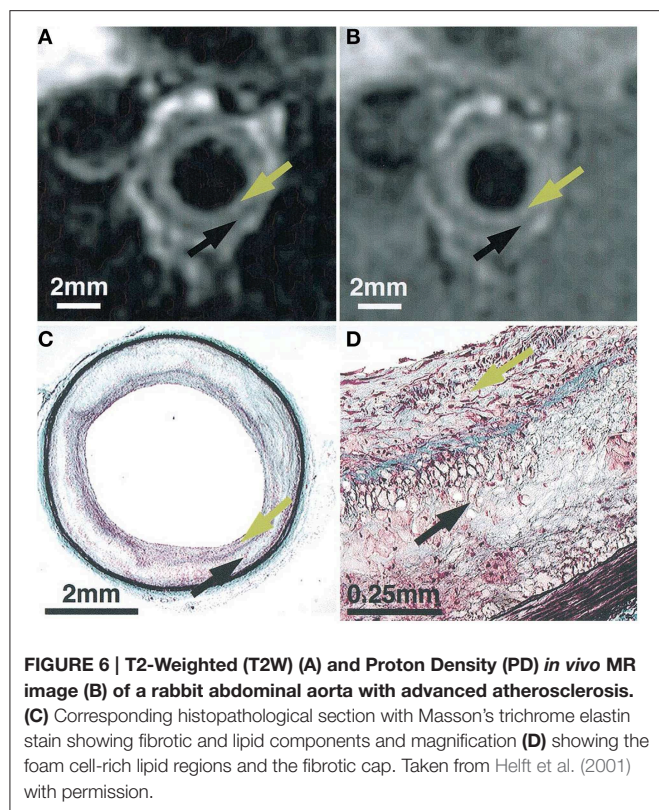 A
B
2mm
2mm
C
D
2mm
0.25mm
FIGURE 6 | T2-Weighted (T2W) (A) and Proton Density (PD) in vivo MR
image (B) of a rabbit abdominal aorta with advanced atherosclerosis.
(C) Corresponding histopathological section with Masson's trichrome elastin
stain showing fibrotic and lipid components and magnification (D) showing the
foam cell-rich lipid regions and the fibrotic cap. Taken from Helft et al. (2001)
with permission.